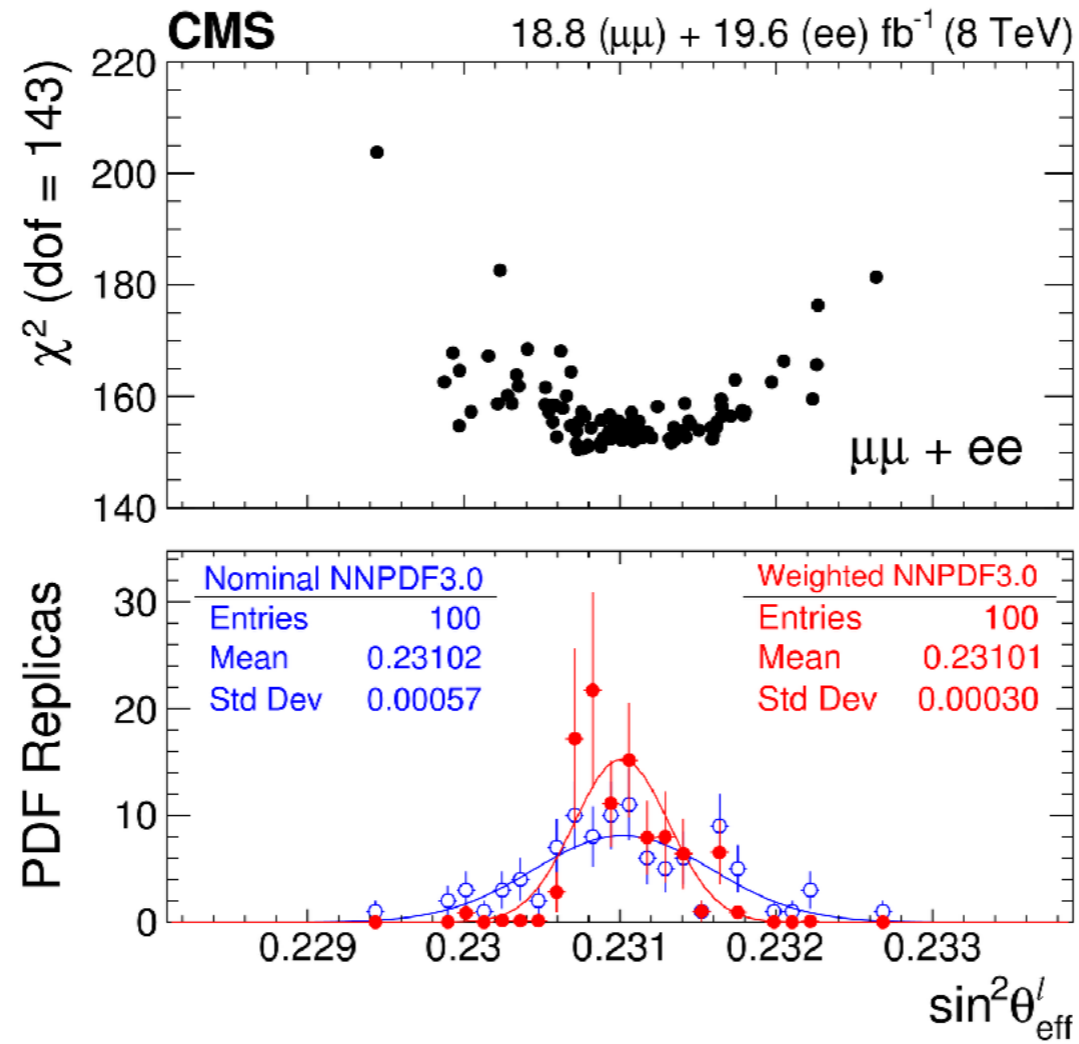 CMS 18.8 (μμ) + 19.6 (ee) fb⁻¹ (8 TeV)
χ² (dof = 143)
220
200
180
160
140
μμ + ee
PDF Replicas
30
20
10
0
Nominal NNPDF3.0
Entries 100
Mean 0.23102
Std Dev 0.00057
Weighted NNPDF3.0
Entries 100
Mean 0.23101
Std Dev 0.00030
0.229 0.23 0.231 0.232 0.233
sin²θˡeff